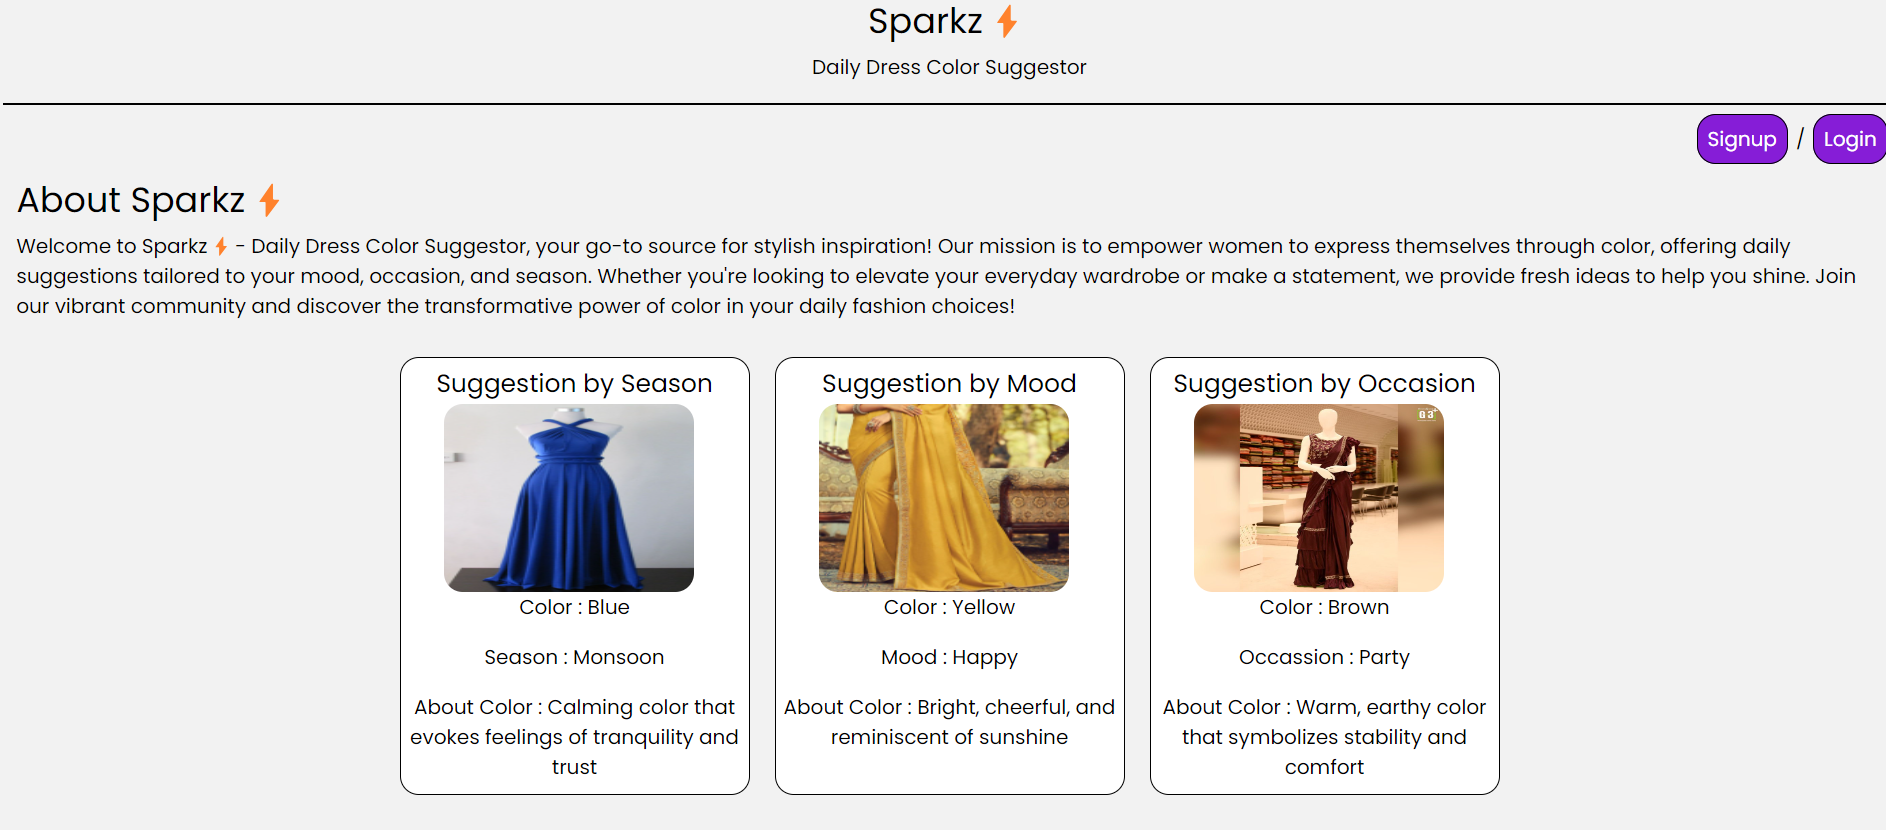 Sparkz
Daily Dress Color Suggestor
Signup / Login
About Sparkz
Welcome to Sparkz - Daily Dress Color Suggestor, your go-to source for stylish inspiration! Our mission is to empower women to express themselves through color, offering daily
suggestions tailored to your mood, occasion, and season. Whether you're looking to elevate your everyday wardrobe or make a statement, we provide fresh ideas to help you shine. Join
our vibrant community and discover the transformative power of color in your daily fashion choices!
Suggestion by Season
Color : Blue
Season : Monsoon
About Color : Calming color that
evokes feelings of tranquility and
trust
Suggestion by Mood
Color : Yellow
Mood : Happy
About Color : Bright, cheerful, and
reminiscent of sunshine
Suggestion by Occasion
Color : Brown
Occassion : Party
About Color : Warm, earthy color
that symbolizes stability and
comfort